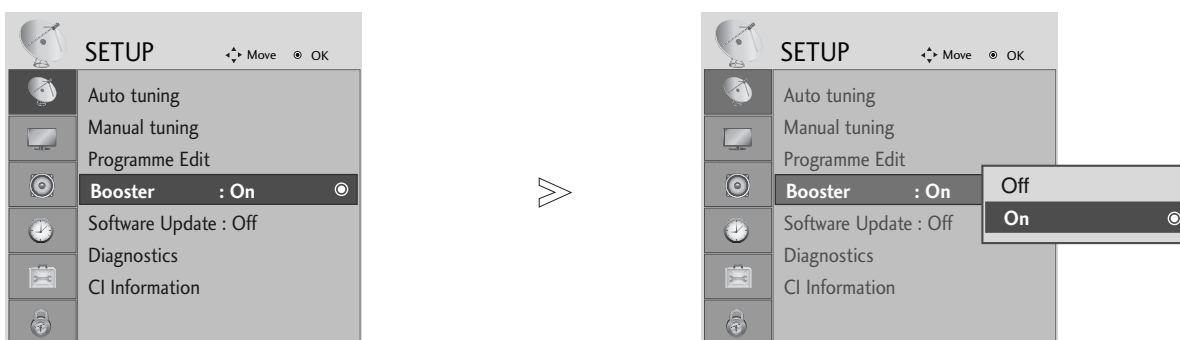 SETUP Move OK
Auto tuning
Manual tuning
Programme Edit
Booster : On
Software Update : Off
Diagnostics
CI Information
SETUP Move OK
Auto tuning
Manual tuning
Programme Edit
Booster : On
Software Update : Off
Diagnostics
CI Information
Off
On